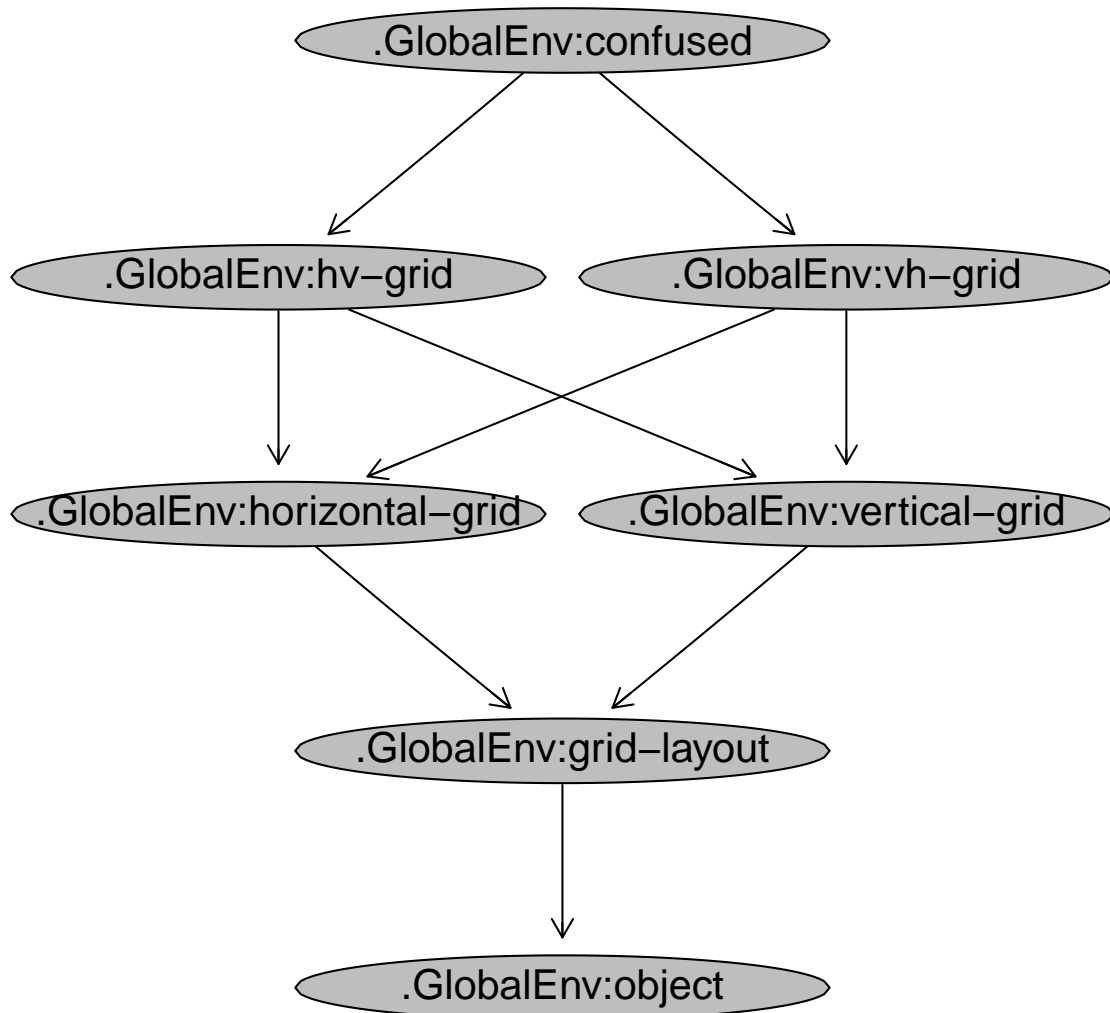 .GlobalEnv:confused
.GlobalEnv:hv−grid
.GlobalEnv:vh−grid
.GlobalEnv:horizontal−grid
.GlobalEnv:vertical−grid
.GlobalEnv:grid−layout
.GlobalEnv:object